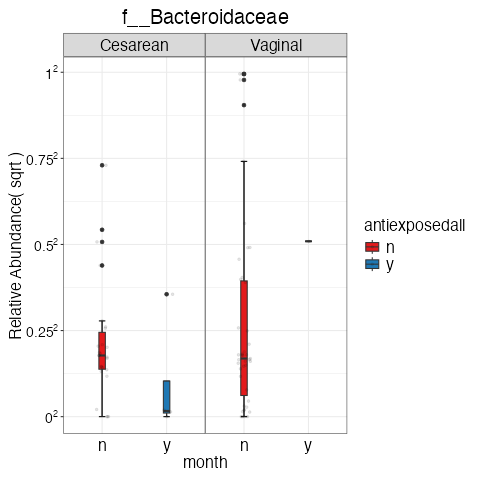 f__Bacteroidaceae
Cesarean Vaginal
1²
0.75²
0.5²
0.25²
0²
Relative Abundance( sqrt )
n y n y
month
antiexposedall
n
y